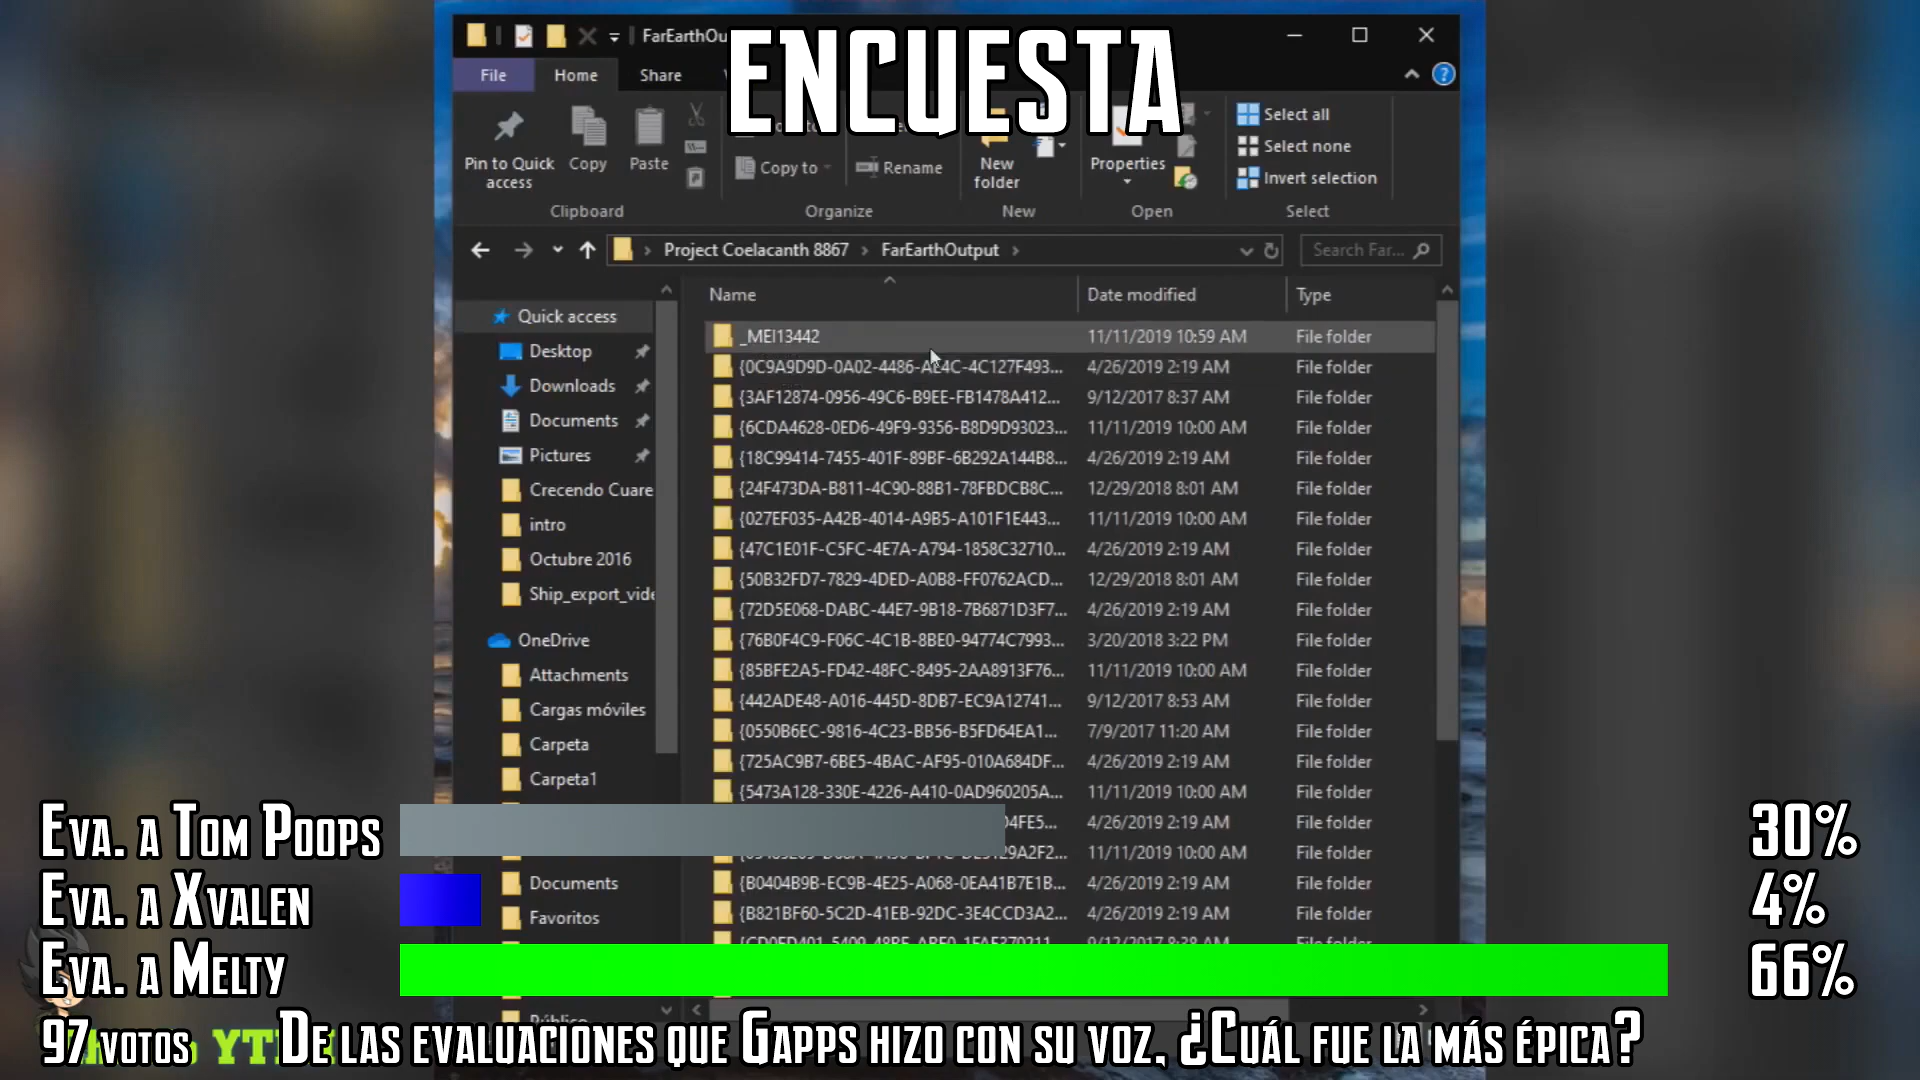 FarEarthOu
ENCUESTA
File
Home
Share
Pin to Quick access
Copy
Paste
Copy to
Rename
New folder
Properties
Select all
Select none
Invert selection
Clipboard
Organize
New
Open
Select
Project Coelacanth 8867 > FarEarthOutput >
Search Far...
Name Date modified Type
Quick access
Desktop
Downloads
Documents
Pictures
Crecendo Cuare
intro
Octubre 2016
Ship_export_vide
OneDrive
Attachments
Cargas móviles
Carpeta
Carpeta1
Documents
Favoritos
_MEI13442 11/11/2019 10:59 AM File folder
{0C9A9D9D-0A02-4486-AE4C-4C127F493... 4/26/2019 2:19 AM File folder
{3AF12874-0956-49C6-B9EE-FB1478A412... 9/12/2017 8:37 AM File folder
{6CDA4628-0ED6-49F9-9356-B8D9D93023... 11/11/2019 10:00 AM File folder
{18C99414-7455-401F-89BF-6B292A144B8... 4/26/2019 2:19 AM File folder
{24F473DA-B811-4C90-88B1-78FBDCB8C... 12/29/2018 8:01 AM File folder
{027EF035-A42B-4014-A9B5-A101F1E443... 11/11/2019 10:00 AM File folder
{47C1E01F-C5FC-4E7A-A794-1858C32710... 4/26/2019 2:19 AM File folder
{50B32FD7-7829-4DED-A0B8-FF0762ACD... 12/29/2018 8:01 AM File folder
{72D5E068-DABC-44E7-9B18-7B6871D3F7... 4/26/2019 2:19 AM File folder
{76B0F4C9-F06C-4C1B-8BE0-94774C7993... 3/20/2018 3:22 PM File folder
{85BFE2A5-FD42-48FC-8495-2AA8913F76... 11/11/2019 10:00 AM File folder
{442ADE48-A016-445D-8DB7-EC9A12741... 9/12/2017 8:53 AM File folder
{0550B6EC-9816-4C23-BB56-B5FD64EA1... 7/9/2017 11:20 AM File folder
{725AC9B7-6BE5-4BAC-AF95-010A684DF... 4/26/2019 2:19 AM File folder
{5473A128-330E-4226-A410-0AD960205A... 11/11/2019 10:00 AM File folder
04FE5... 4/26/2019 2:19 AM File folder
11/11/2019 10:00 AM File folder
{B0404B9B-EC9B-4E25-A068-0EA41B7E1B... 4/26/2019 2:19 AM File folder
{B821BF60-5C2D-41EB-92DC-3E4CCD3A2... 4/26/2019 2:19 AM File folder
Eva. a Tom Poops 30%
Eva. a Xvalen 4%
Eva. a Melty 66%
97 votos
YT
De las evaluaciones que Gapps hizo con su voz, ¿Cuál fue la más épica?